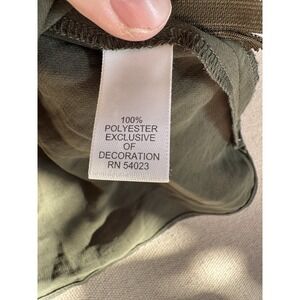 100%
POLYESTER
EXCLUSIVE
OF
DECORATION
RN 54023